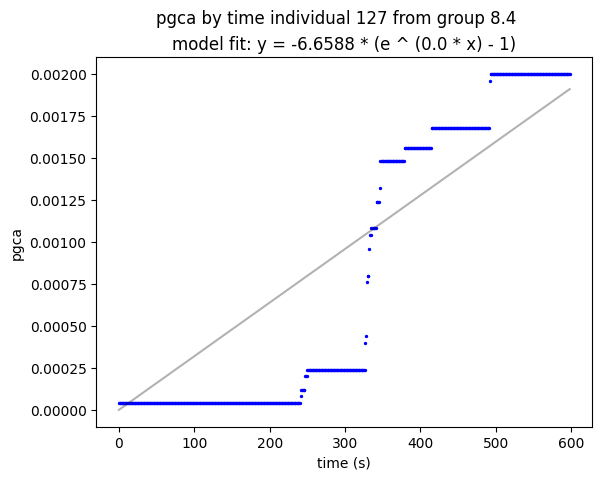 pgca by time individual 127 from group 8.4
model fit: y = -6.6588 * (e ^ (0.0 * x) - 1)
0.00200
0.00175
0.00150
0.00125
0.00100
0.00075
0.00050
0.00025
0.00000
pgca
0 100 200 300 400 500 600
time (s)